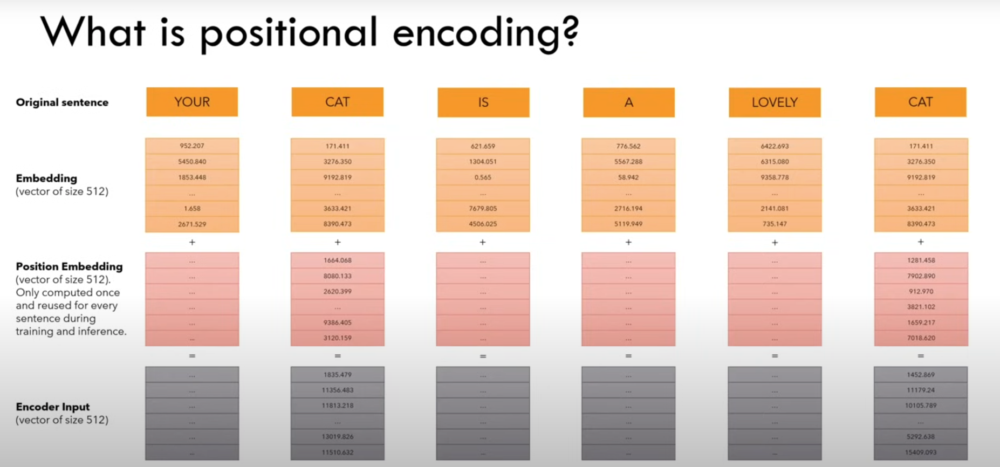 What is positional encoding?
Original sentence
YOUR CAT IS A LOVELY CAT
Embedding
(vector of size 512)
952.207 171.411 621.659 776.562 6422.693 171.411
5450.840 3276.350 1304.051 5567.288 6315.080 3276.350
1853.448 9192.819 0.565 58.942 9358.778 9192.819
... ... ... ... ... ...
1.658 3633.421 7679.805 2716.194 2141.081 3633.421
2671.529 8390.473 4506.025 5119.949 735.147 8390.473
+ + + + + +
Position Embedding
(vector of size 512).
Only computed once
and reused for every
sentence during
training and inference.
... 1664.068 ... ... ... 1281.458
... 8080.133 ... ... ... 7902.890
... 2620.399 ... ... ... 912.970
... ... ... ... ... 3821.102
... 9386.405 ... ... ... 1659.217
... 3120.159 ... ... ... 7018.620
= = = = = =
Encoder Input
(vector of size 512)
... 1835.479 ... ... ... 1452.869
... 11356.483 ... ... ... 11179.24
... 11813.218 ... ... ... 10105.789
... ... ... ... ... ...
... 13019.826 ... ... ... 5292.638
... 11510.632 ... ... ... 15409.093